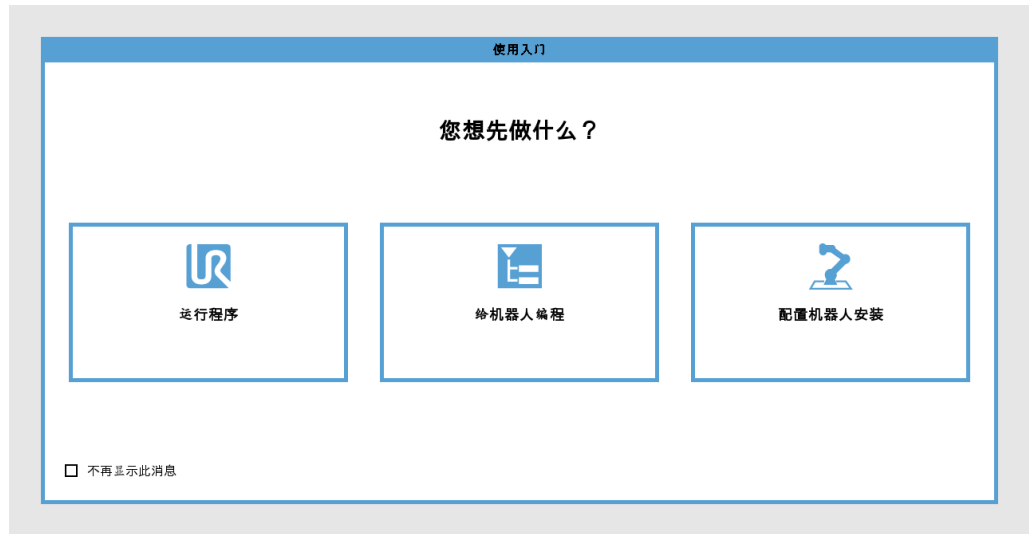 使用入门
您想先做什么？
运行程序
给机器人编程
配置机器人安装
不再显示此消息